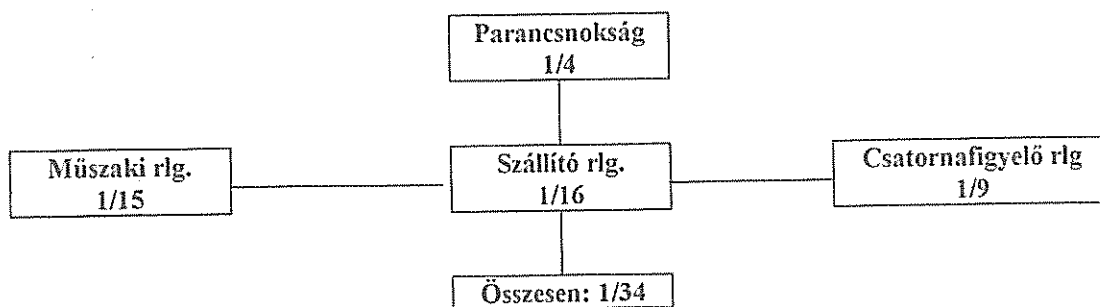 Parancsnokság
1/4
Műszaki rlg.
1/15
Szállító rlg.
1/16
Csatornafigyelő rlg
1/9
Összesen: 1/34